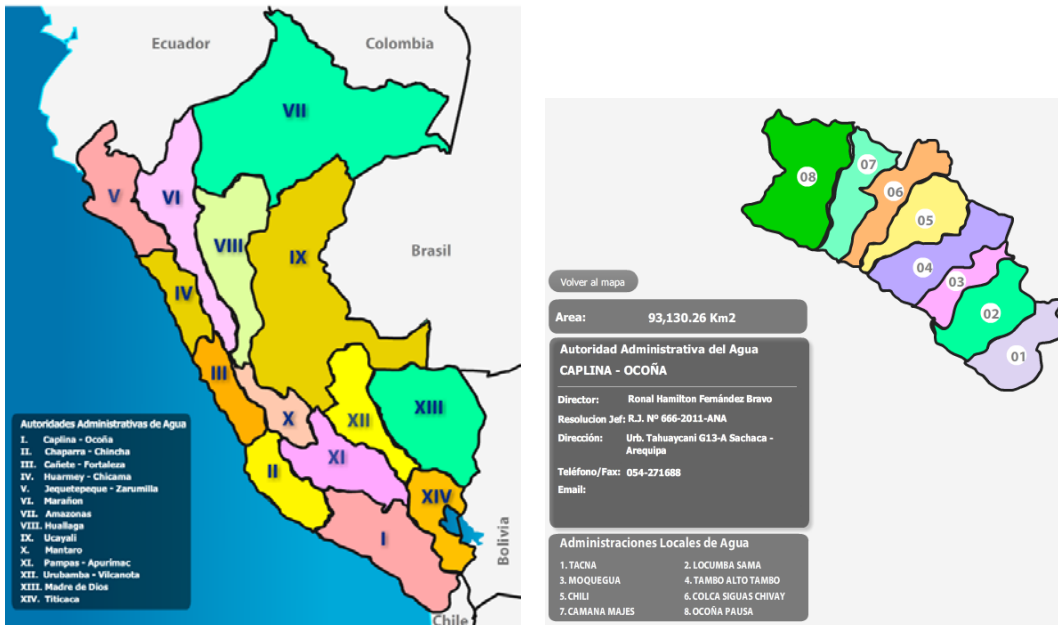 Ecuador
Colombia
VII
V
VI
VIII
IX
Brasil
IV
III
X
XII
XIII
XI
II
XIV
I
Bolivia
Chile
Autoridades Administrativas de Agua
I. Caplina - Ocoña
II. Chaparra - Chincha
III. Cañete - Fortaleza
IV. Huarmey - Chicama
V. Jequetepeque - Zarumilla
VI. Marañon
VII. Amazonas
VIII. Huallaga
IX. Ucayali
X. Mantaro
XI. Pampas - Apurimac
XII. Urubamba - Vilcanota
XIII. Madre de Dios
XIV. Titicaca
07
08
06
05
04
03
02
01
Volver al mapa
Area: 93,130.26 Km2
Autoridad Administrativa del Agua
CAPLINA - OCOÑA
Director: Ronal Hamilton Fernández Bravo
Resolucion Jef: R.J. Nº 666-2011-ANA
Dirección: Urb. Tahuaycani G13-A Sachaca -
Arequipa
Teléfono/Fax: 054-271688
Email:
Administraciones Locales de Agua
1. TACNA 2. LOCUMBA SAMA
3. MOQUEGUA 4. TAMBO ALTO TAMBO
5. CHILI 6. COLCA SIGUAS CHIVAY
7. CAMANA MAJES 8. OCOÑA PAUSA